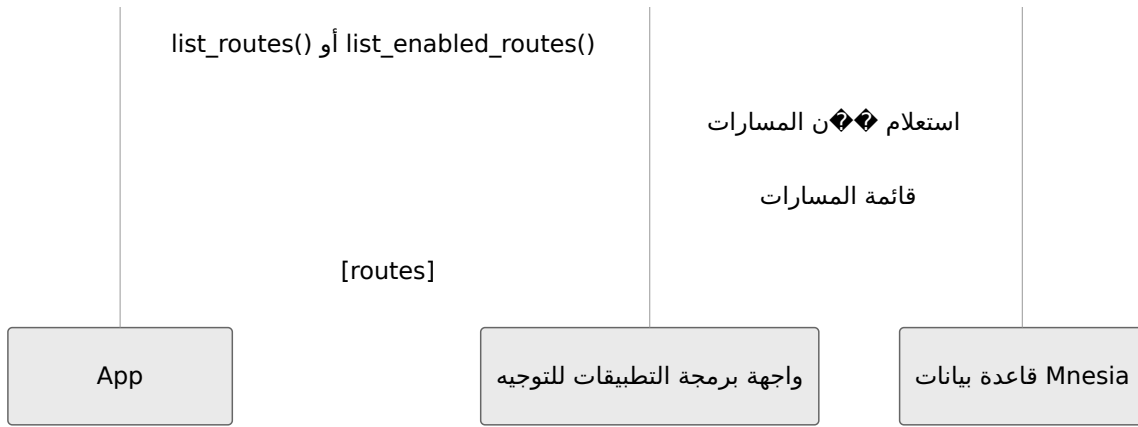 list_routes() أو list_enabled_routes()
استعلام المسارات
قائمة المسارات
[routes]
App
واجهة برمجة التطبيقات للتوجيه
قاعدة بيانات Mnesia